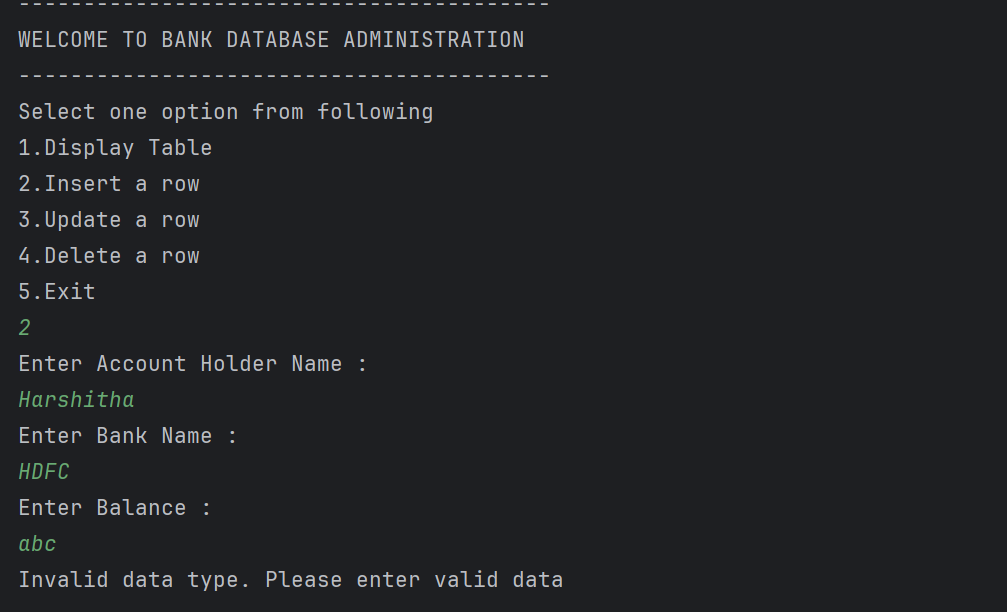 -----------------------------------------
WELCOME TO BANK DATABASE ADMINISTRATION
-----------------------------------------
Select one option from following
1.Display Table
2.Insert a row
3.Update a row
4.Delete a row
5.Exit
2
Enter Account Holder Name :
Harshitha
Enter Bank Name :
HDFC
Enter Balance :
abc
Invalid data type. Please enter valid data